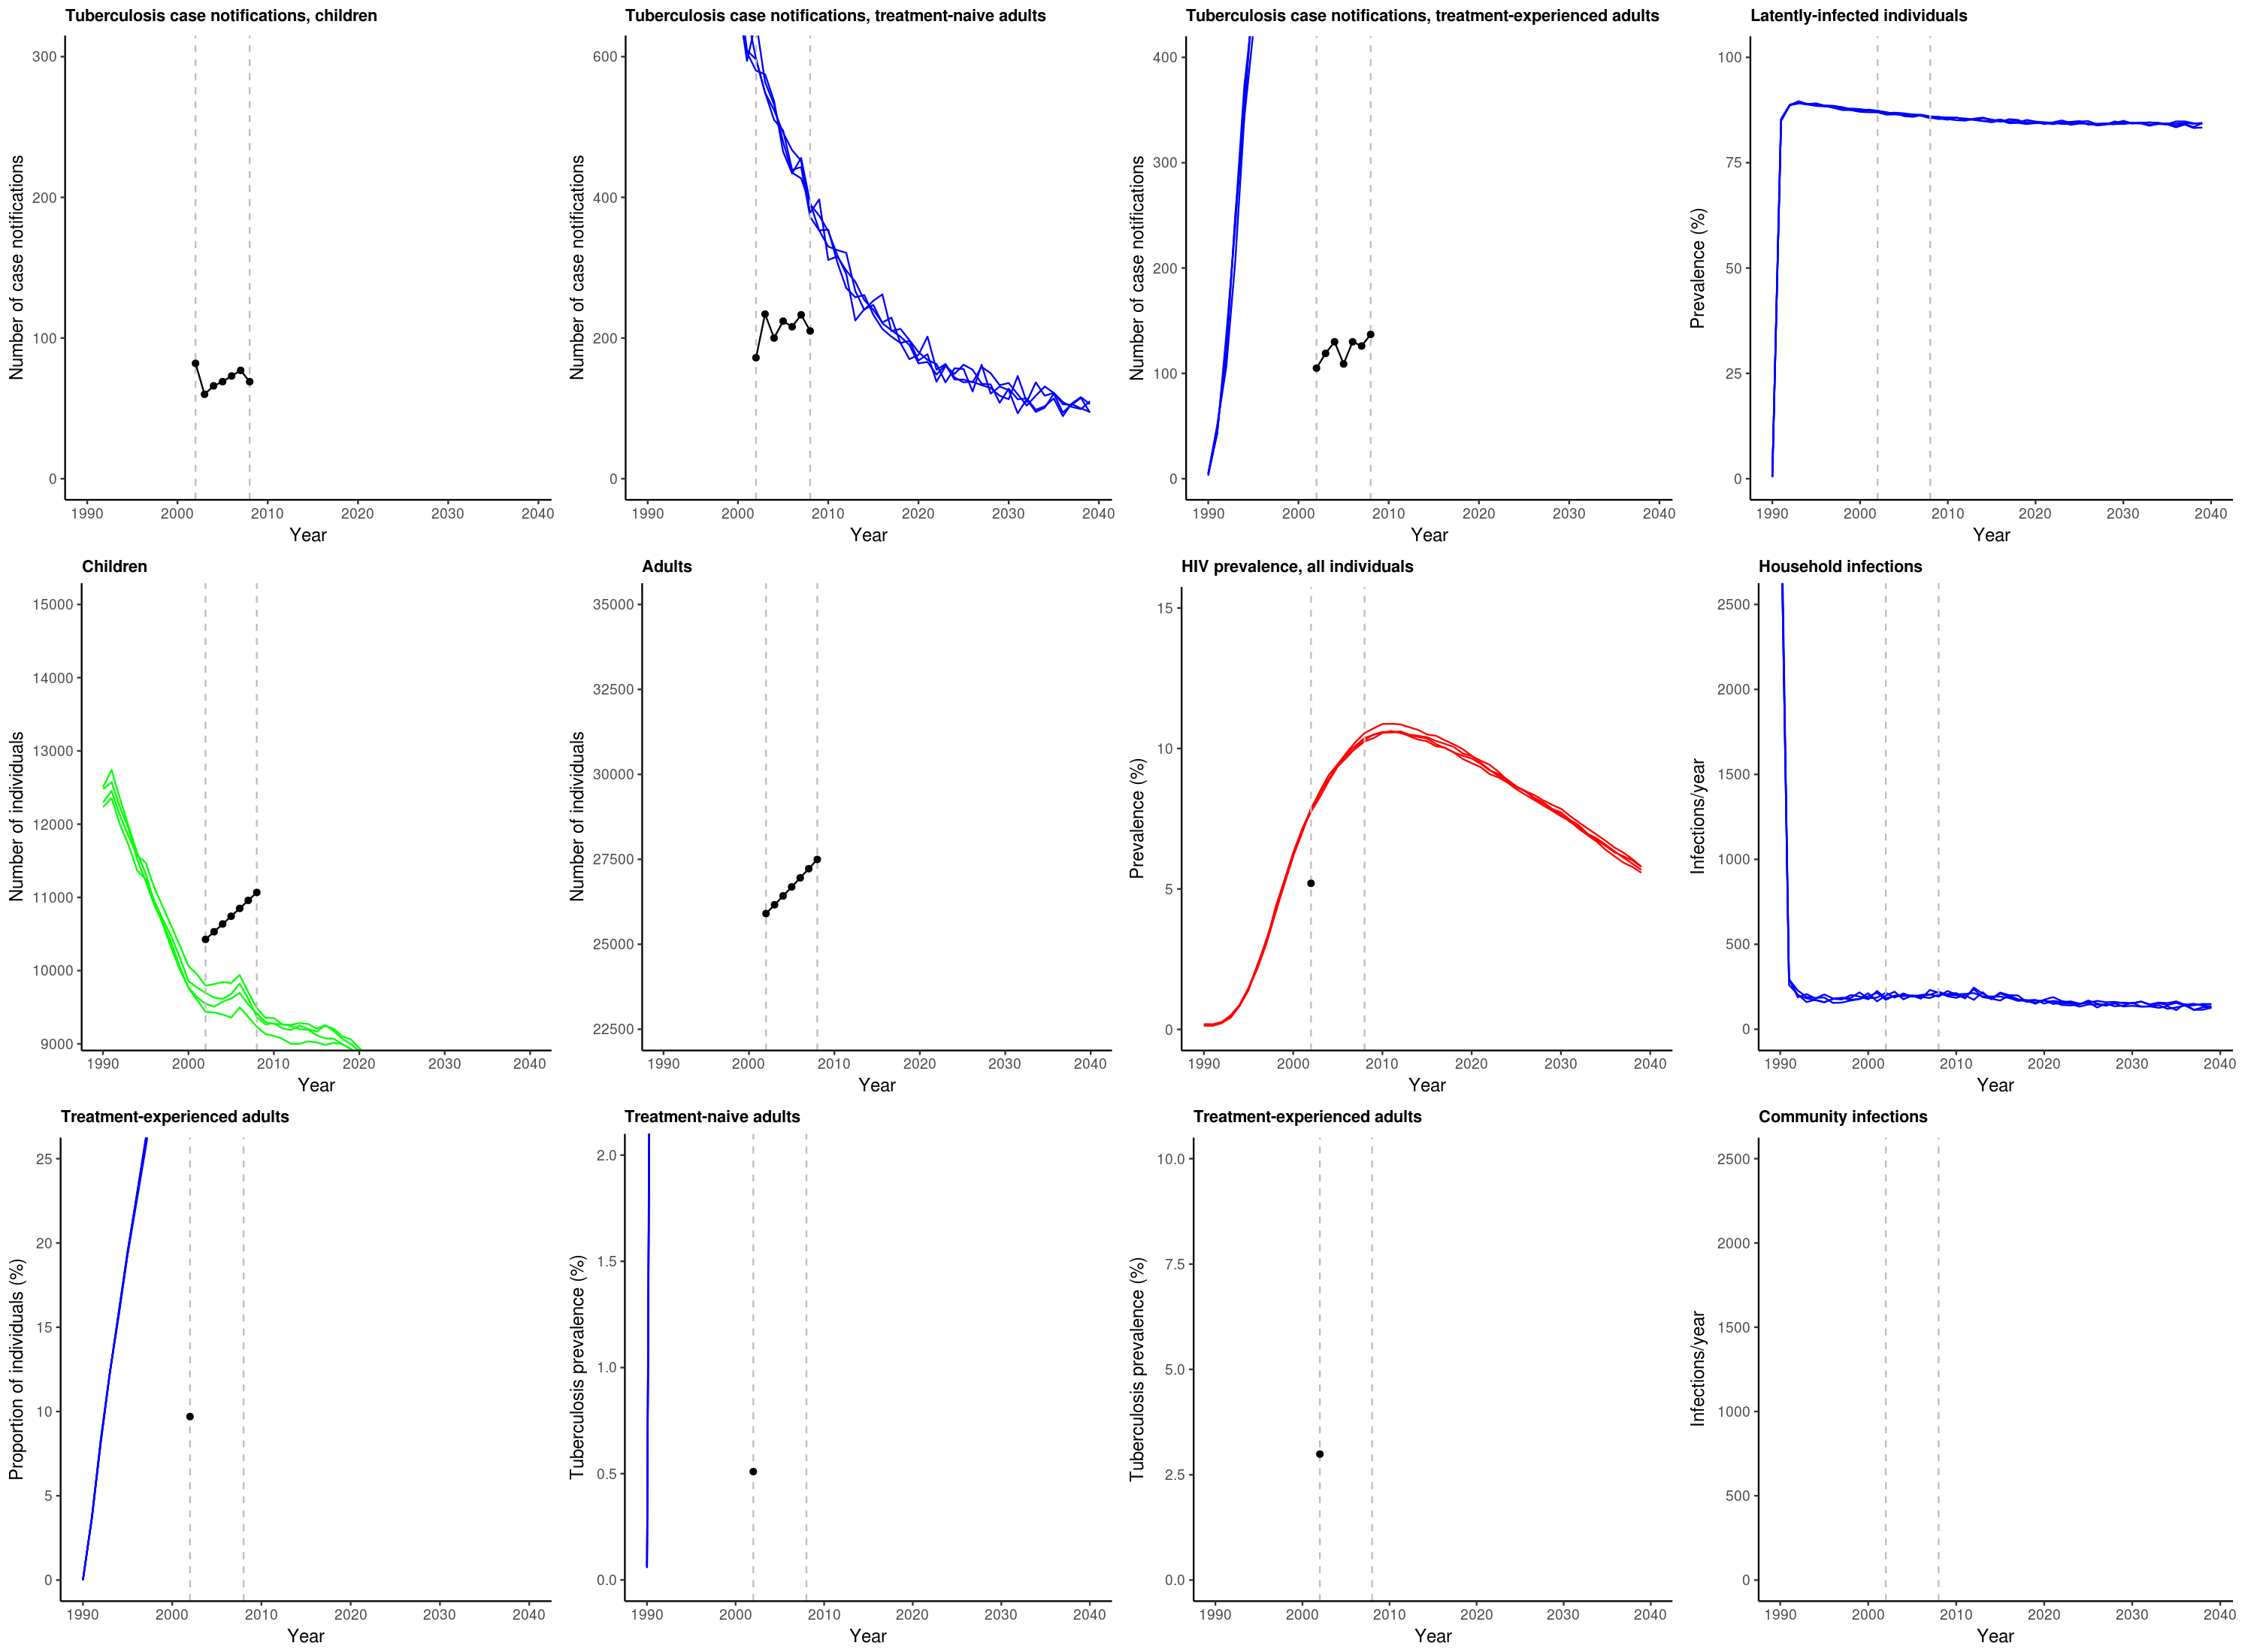 Tuberculosis case notifications, children
Number of case notifications
300
200
100
0
1990 2000 2010 2020 2030 2040
Year
Tuberculosis case notifications, treatment-naive adults
Number of case notifications
600
400
200
0
1990 2000 2010 2020 2030 2040
Year
Tuberculosis case notifications, treatment-experienced adults
Number of case notifications
400
300
200
100
0
1990 2000 2010 2020 2030 2040
Year
Latently-infected individuals
Prevalence (%)
100
75
50
25
0
1990 2000 2010 2020 2030 2040
Year
Children
Number of individuals
15000
14000
13000
12000
11000
10000
9000
1990 2000 2010 2020 2030 2040
Year
Adults
Number of individuals
35000
32500
30000
27500
25000
22500
1990 2000 2010 2020 2030 2040
Year
HIV prevalence, all individuals
Prevalence (%)
15
10
5
0
1990 2000 2010 2020 2030 2040
Year
Household infections
Infections/year
2500
2000
1500
1000
500
0
1990 2000 2010 2020 2030 2040
Year
Treatment-experienced adults
Proportion of individuals (%)
25
20
15
10
5
0
1990 2000 2010 2020 2030 2040
Year
Treatment-naive adults
Tuberculosis prevalence (%)
2.0
1.5
1.0
0.5
0.0
1990 2000 2010 2020 2030 2040
Year
Treatment-experienced adults
Tuberculosis prevalence (%)
10.0
7.5
5.0
2.5
0.0
1990 2000 2010 2020 2030 2040
Year
Community infections
Infections/year
2500
2000
1500
1000
500
0
1990 2000 2010 2020 2030 2040
Year